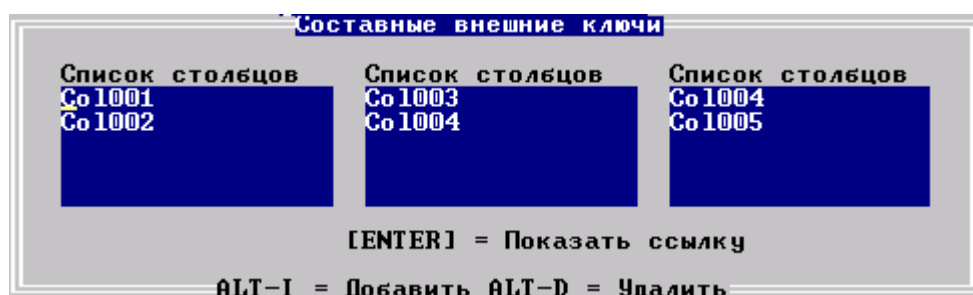 Составные внешние ключи
Список столбцов Список столбцов Список столбцов
Col001 Col003 Col004
Col002 Col004 Col005
[ENTER] = Показать ссылку
ALT-I = Добавить ALT-D = Удалить